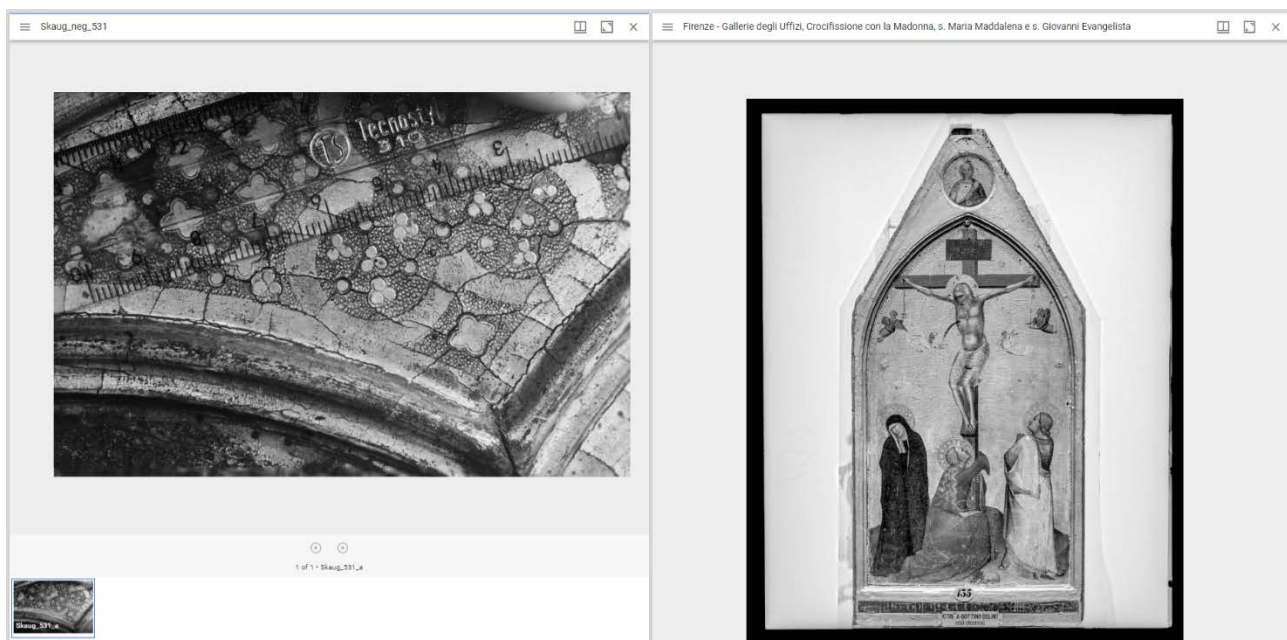 Skaug_neg_531
TS Tecnostyl
319
1 of 1 • Skaug_531_a
Skaug_531_a
Firenze - Gallerie degli Uffizi, Crocifissione con la Madonna, s. Maria Maddalena e s. Giovanni Evangelista
155